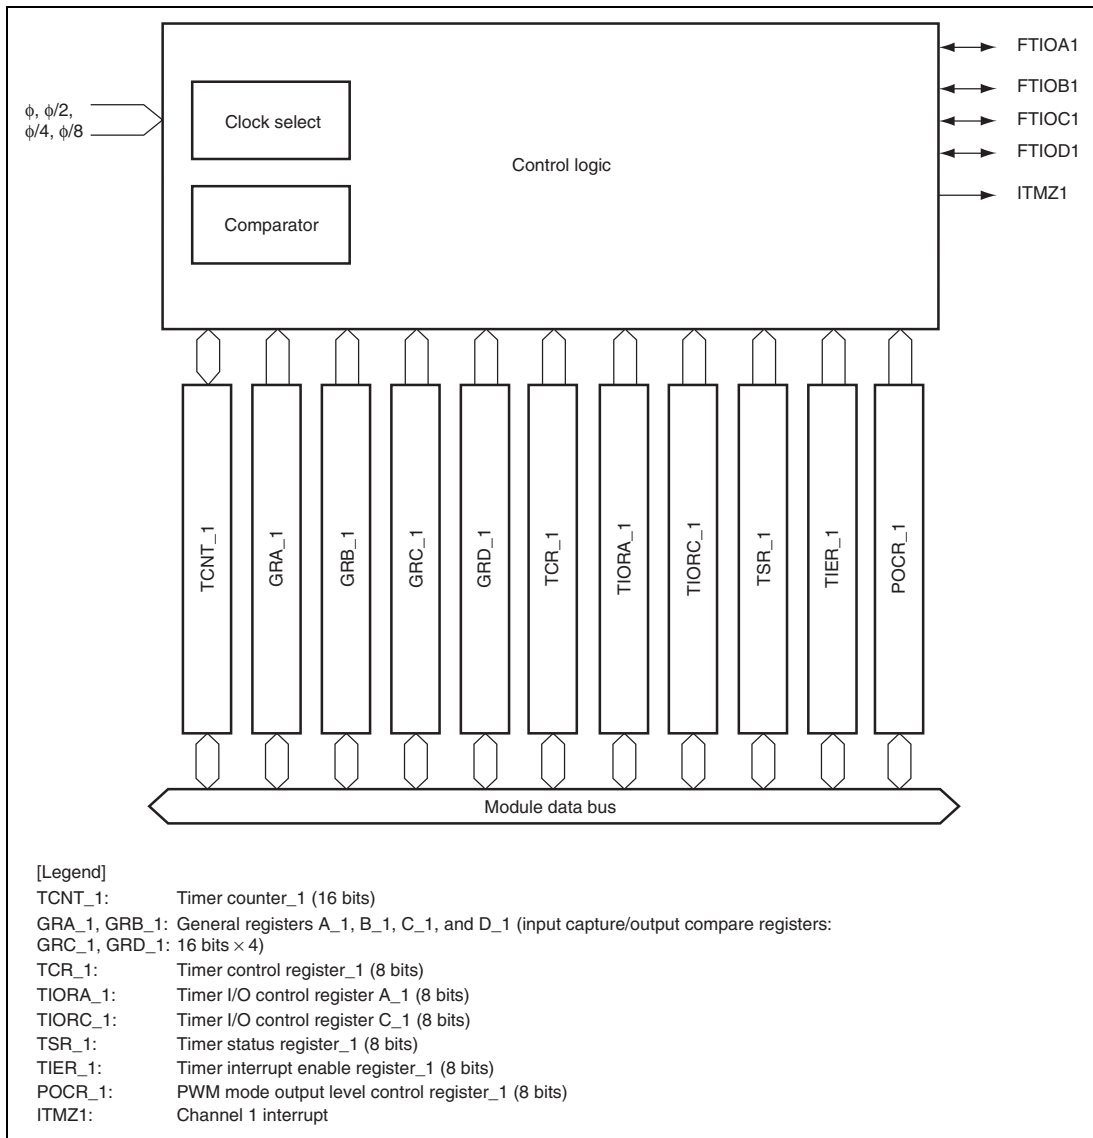 FTIOA1
FTIOB1
φ, φ/2,
φ/4, φ/8
Clock select
FTIOC1
FTIOD1
Control logic
ITMZ1
Comparator
TCNT_1
GRA_1
GRB_1
GRC_1
GRD_1
TCR_1
TIORA_1
TIORC_1
TSR_1
TIER_1
POCR_1
Module data bus
[Legend]
TCNT_1: Timer counter_1 (16 bits)
GRA_1, GRB_1: General registers A_1, B_1, C_1, and D_1 (input capture/output compare registers:
GRC_1, GRD_1: 16 bits × 4)
TCR_1: Timer control register_1 (8 bits)
TIORA_1: Timer I/O control register A_1 (8 bits)
TIORC_1: Timer I/O control register C_1 (8 bits)
TSR_1: Timer status register_1 (8 bits)
TIER_1: Timer interrupt enable register_1 (8 bits)
POCR_1: PWM mode output level control register_1 (8 bits)
ITMZ1: Channel 1 interrupt